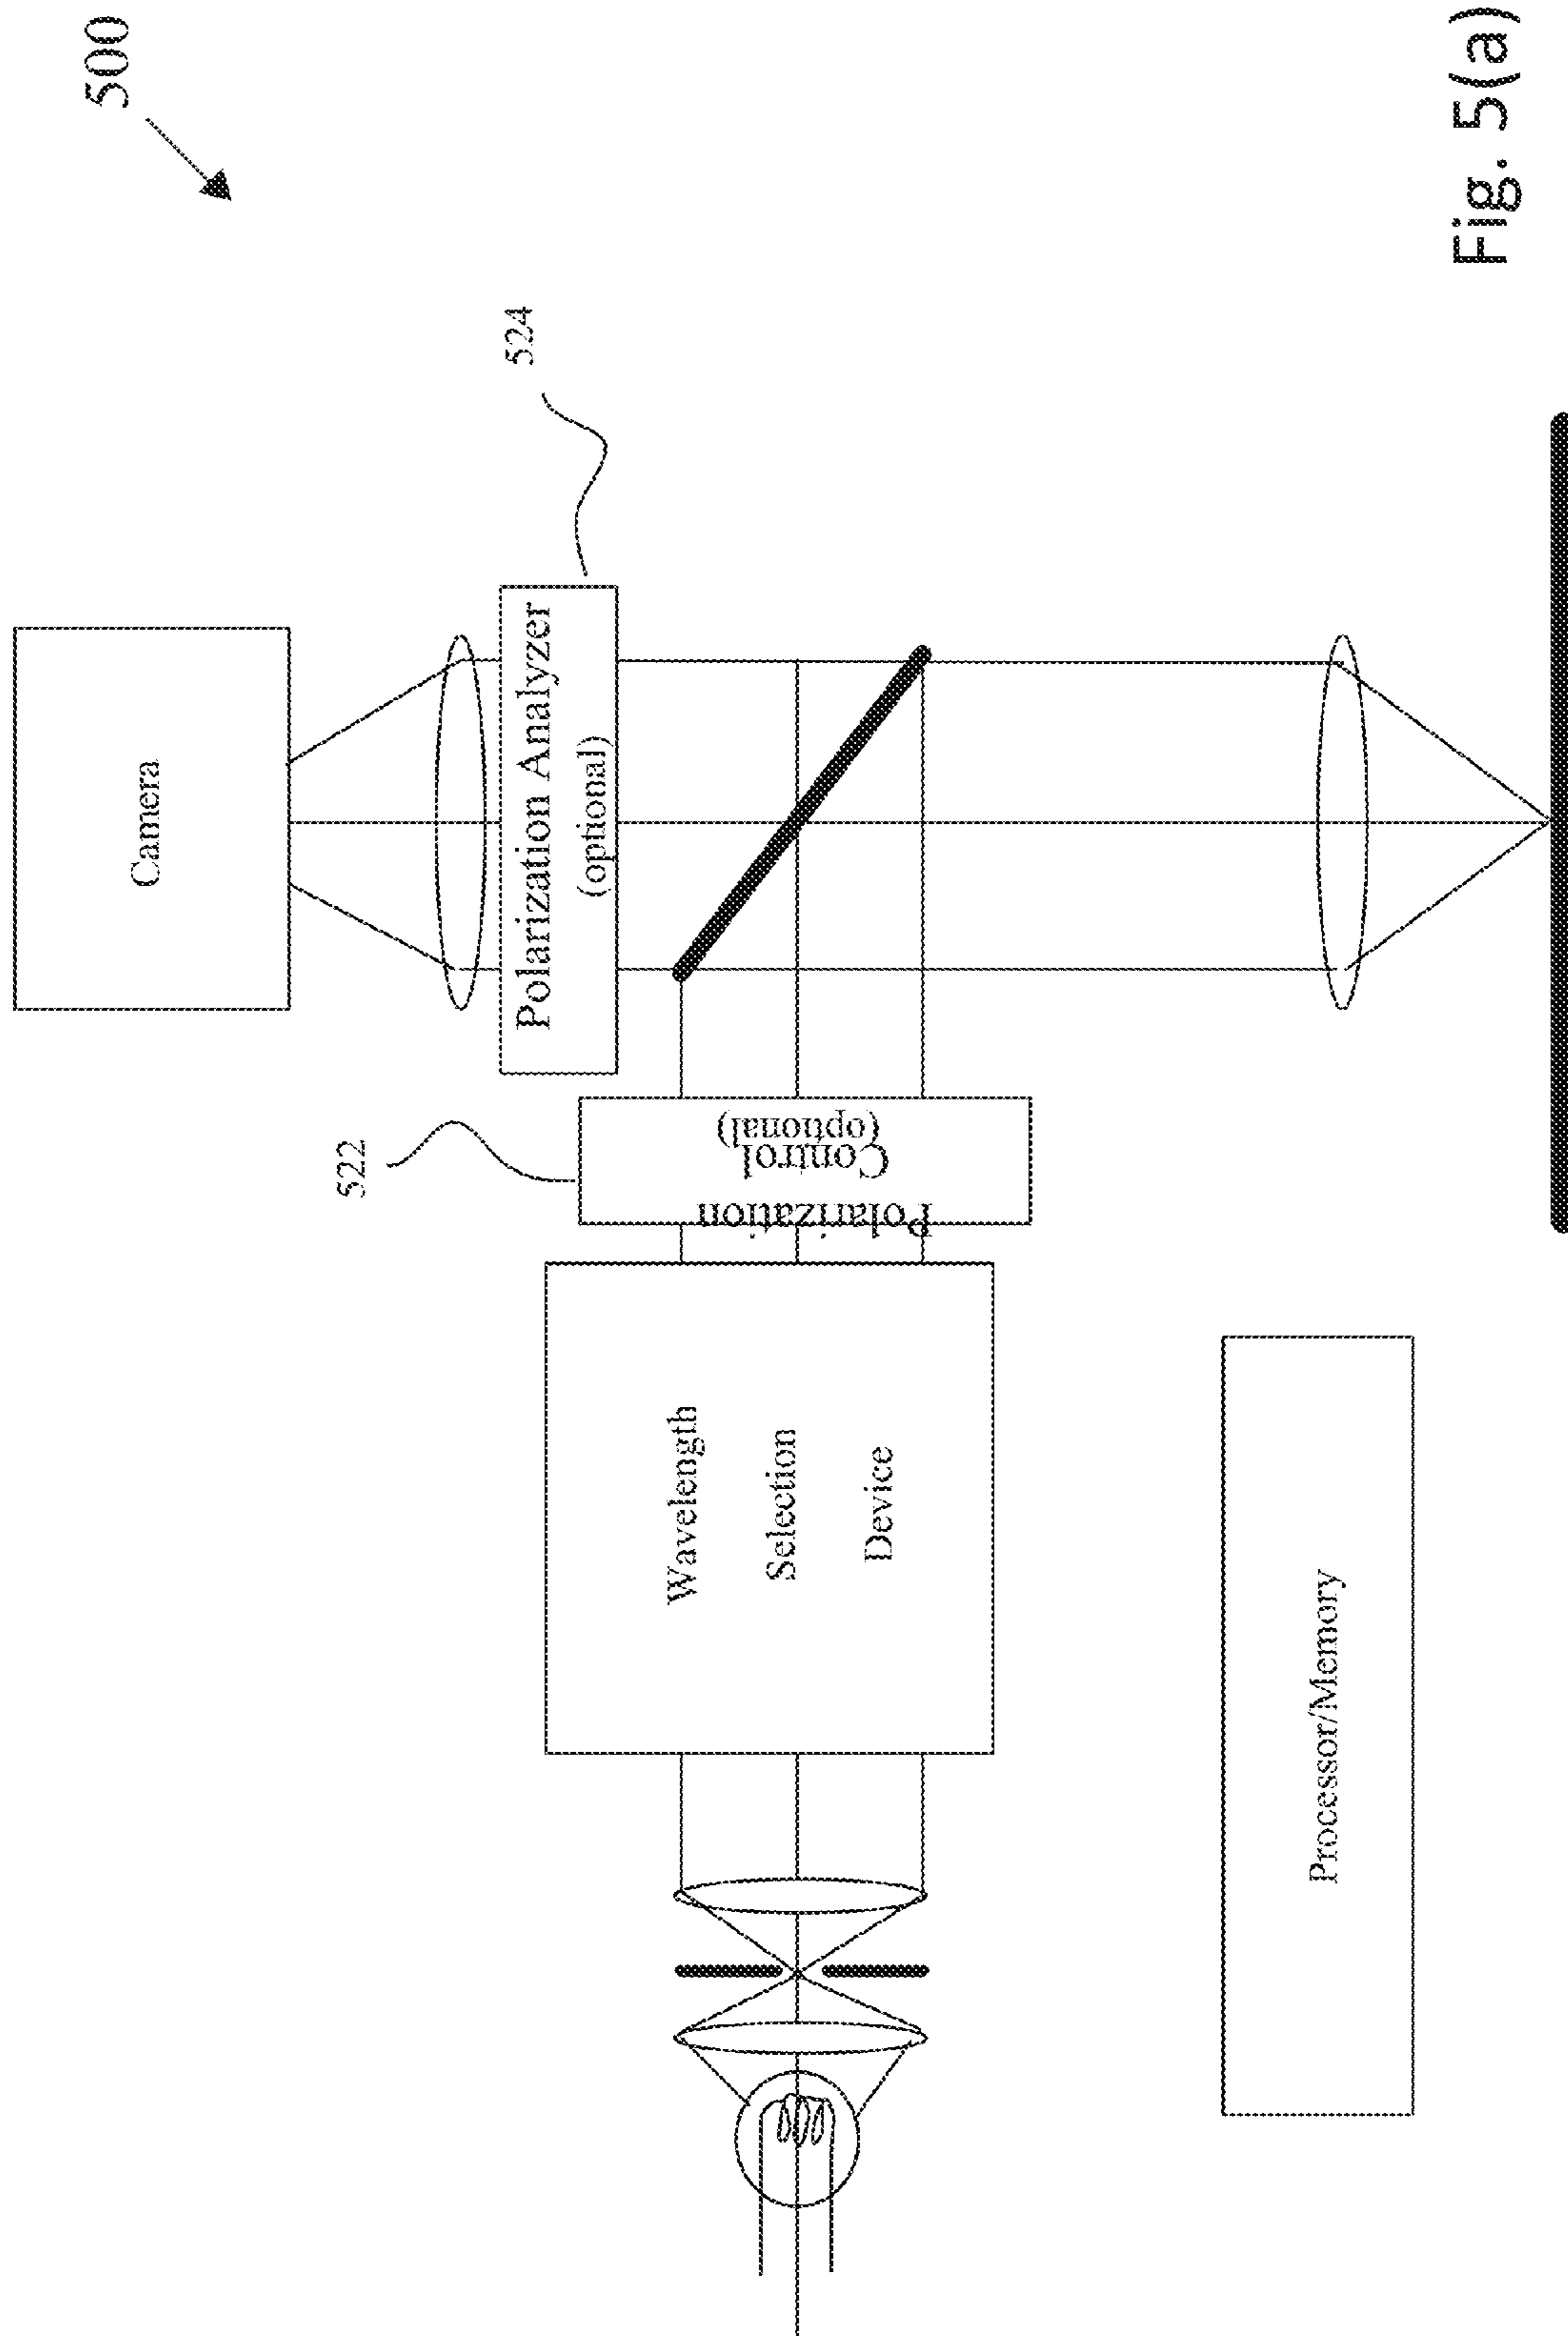 500
Camera
524
Polarization Analyzer
(optional)
522
Polarization
Control
(optional)
Wavelength
Selection
Device
Processor/Memory
Fig. 5(a)